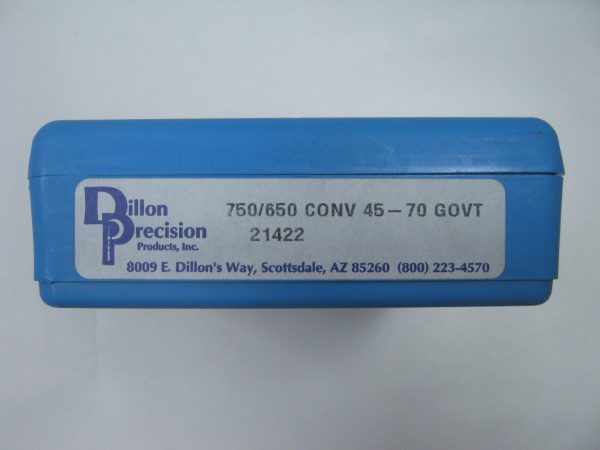 Dillon
Precision
Products, Inc.
750/650 CONV 45-70 GOVT
21422
8009 E. Dillon's Way, Scottsdale, AZ 85260 (800) 223-4570